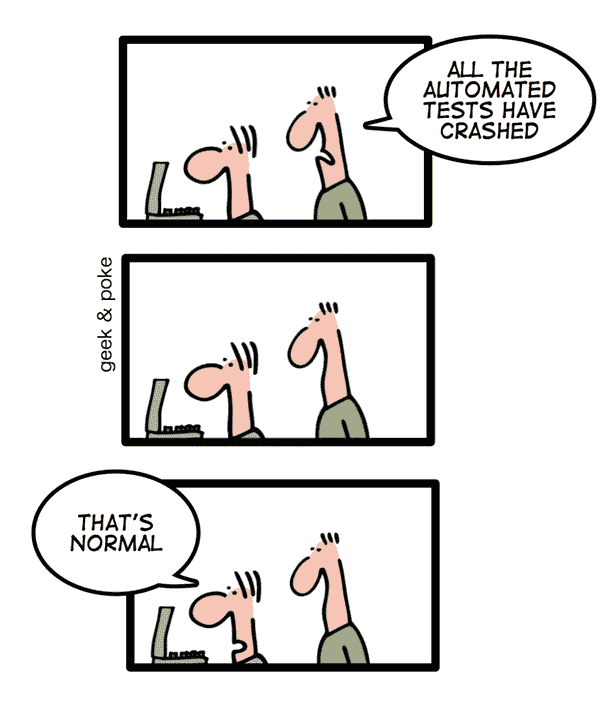 ALL THE
AUTOMATED
TESTS HAVE
CRASHED
geek & poke
THAT'S
NORMAL